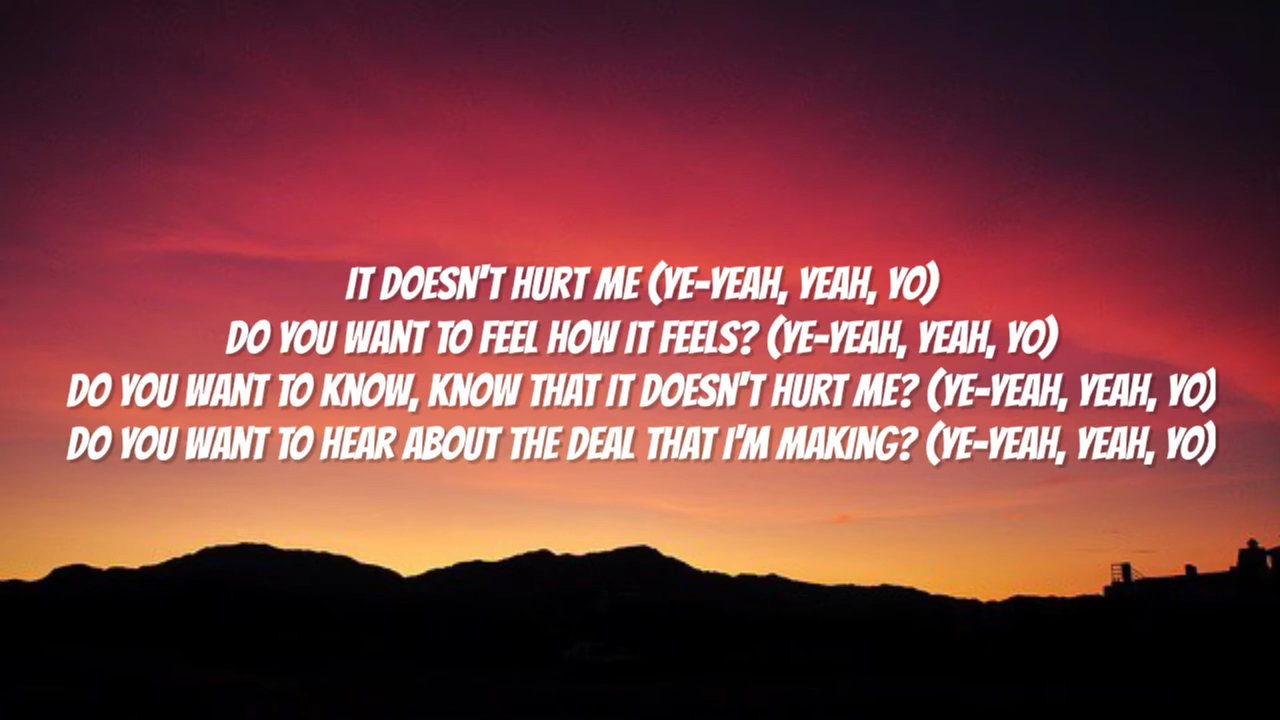 IT DOESN'T HURT ME (YE-YEAH, YEAH, YO)
DO YOU WANT TO FEEL HOW IT FEELS? (YE-YEAH, YEAH, YO)
DO YOU WANT TO KNOW, KNOW THAT IT DOESN'T HURT ME? (YE-YEAH, YEAH, YO)
DO YOU WANT TO HEAR ABOUT THE DEAL THAT I'M MAKING? (YE-YEAH, YEAH, YO)